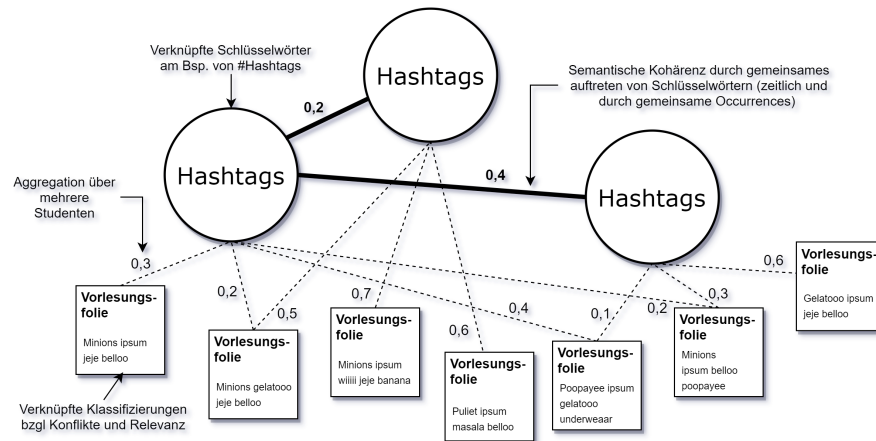 Verknüpfte Schlüsselwörter
am Bsp. von #Hashtags
Hashtags
Semantische Kohärenz durch gemeinsames
auftreten von Schlüsselwörtern (zeitlich und
durch gemeinsame Occurrences)
0,2
Hashtags
0,4
Hashtags
Aggregation über
mehrere
Studenten
0,3
0,2
0,5
0,7
0,6
0,4
0,1
0,2
0,3
0,6
Vorlesungs-
folie
Gelatooo ipsum
jeje belloo
Vorlesungs-
folie
Minions ipsum
jeje belloo
Vorlesungs-
folie
Minions gelatooo
jeje belloo
Vorlesungs-
folie
Minions ipsum
wiiiii jeje banana
Vorlesungs-
folie
Puliet ipsum
masala belloo
Vorlesungs-
folie
Poopayee ipsum
gelatooo
underweaar
Vorlesungs-
folie
Minions
ipsum belloo
poopayee
Verknüpfte Klassifizierungen
bzgl Konflikte und Relevanz